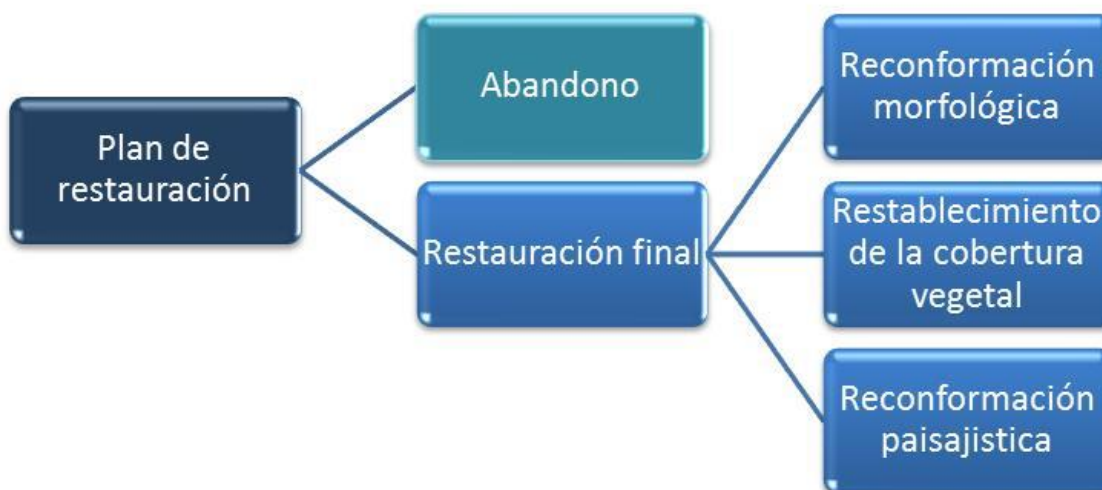 Plan de
restauración
Abandono
Restauración final
Reconformación
morfológica
Restablecimiento
de la cobertura
vegetal
Reconformación
paisajistica